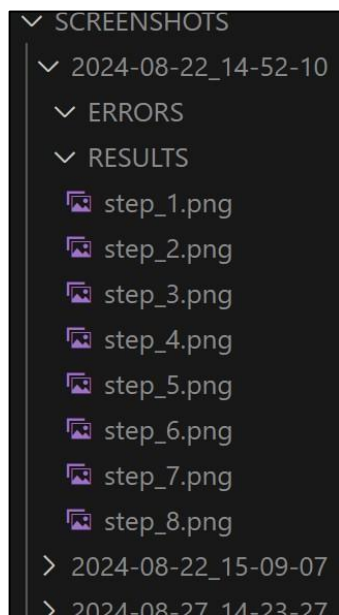 SCREENSHOTS
2024-08-22_14-52-10
ERRORS
RESULTS
step_1.png
step_2.png
step_3.png
step_4.png
step_5.png
step_6.png
step_7.png
step_8.png
2024-08-22_15-09-07
2024-08-27_14-23-27